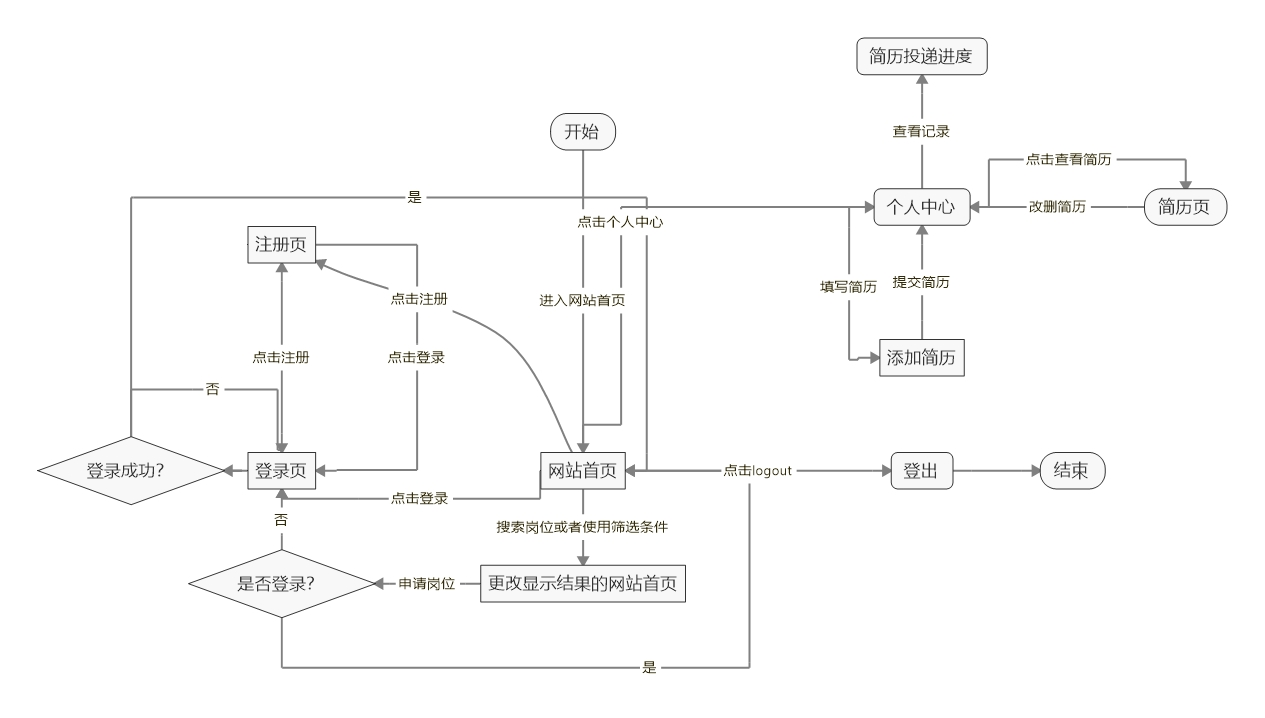 简历投递进度
开始
查看记录
点击查看简历
是
个人中心
改删简历
简历页
点击个人中心
注册页
填写简历
提交简历
点击注册
进入网站首页
点击注册
点击登录
添加简历
否
登录成功?
登录页
网站首页
点击logout
登出
结束
点击登录
否
搜索岗位或者使用筛选条件
是否登录?
申请岗位
更改显示结果的网站首页
是